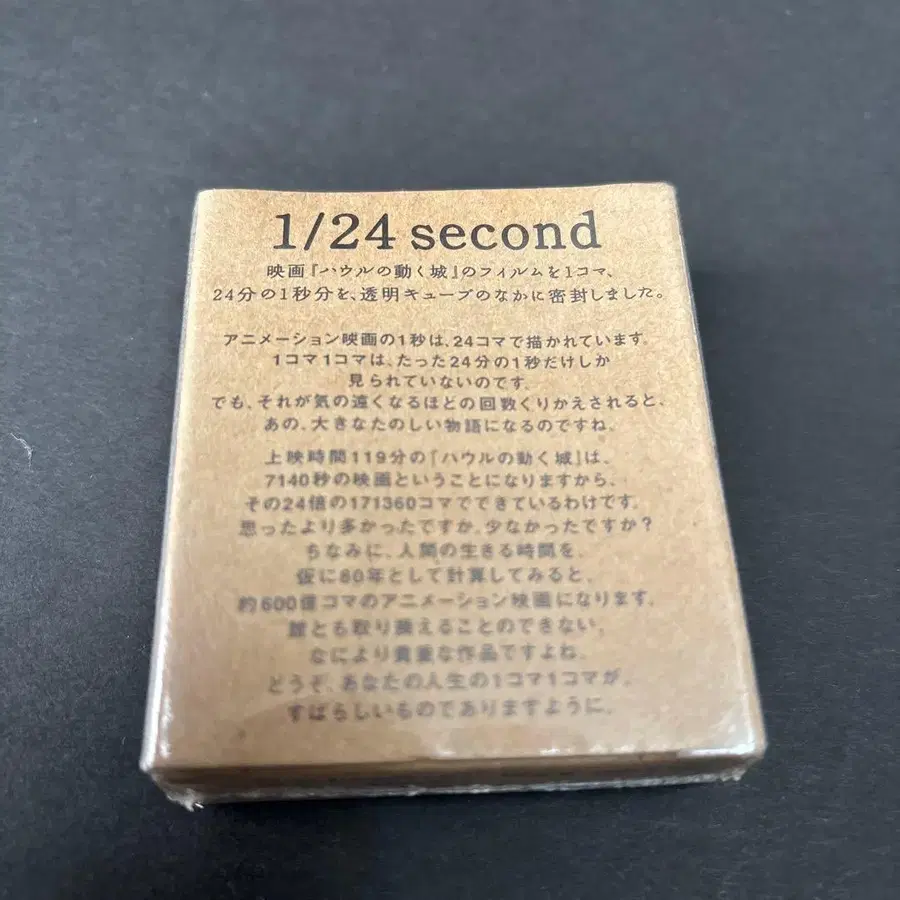 1/24 second
映画『ハウルの動く城』のフィルムを1コマ、
24分の1秒分を、透明キューブのなかに密封しました。
アニメーション映画の1秒は、24コマで描かれています。
1コマ1コマは、たった24分の1秒だけしか
見られていないのです。
でも、それが気の遠くなるほどの回数くりかえされると、
あの、大きなたのしい物語になるのですね。
上映時間119分の『ハウルの動く城』は、
7140秒の映画ということになりますから、
その24倍の171360コマでできているわけです。
思ったより多かったですか、少なかったですか?
ちなみに、人間の生きる時間を、
仮に80年として計算してみると、
約600億コマのアニメーション映画になります。
誰とも取り換えることのできない、
なにより貴重な作品ですよね。
どうぞ、あなたの人生の1コマ1コマが、
すばらしいものでありますように。